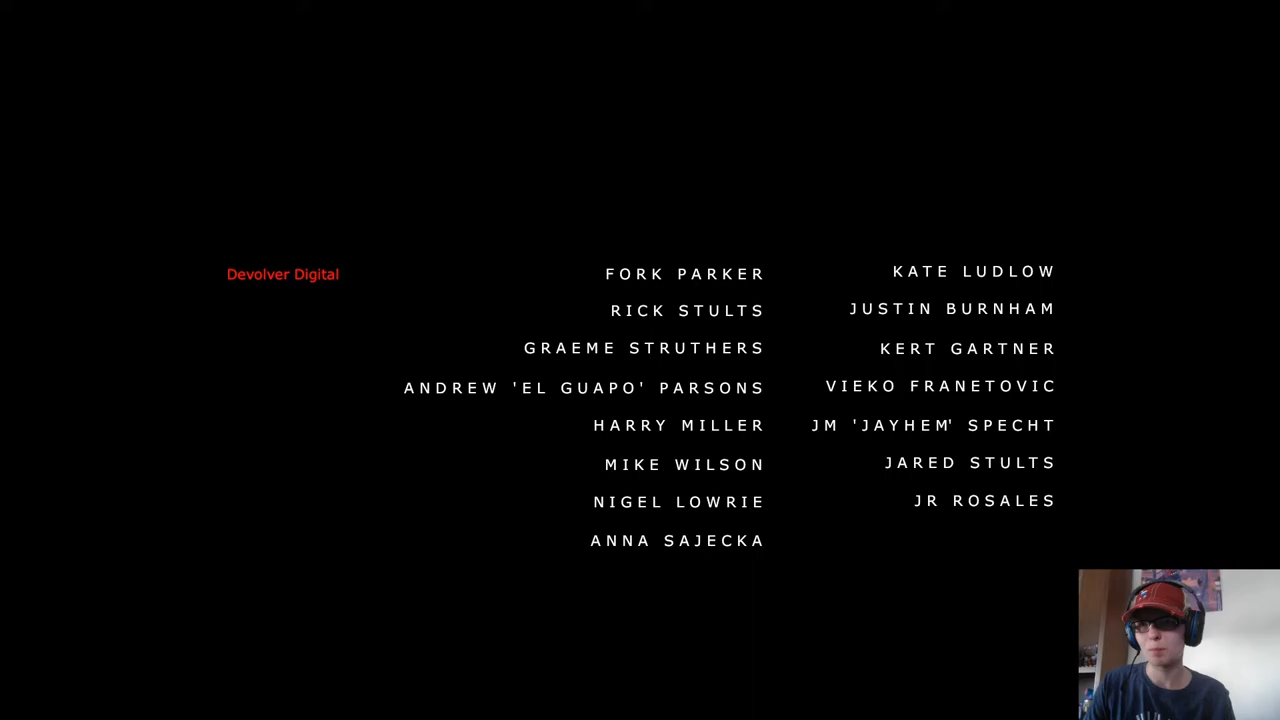 Devolver Digital
FORK PARKER
RICK STULTS
GRAEME STRUTHERS
ANDREW 'EL GUAPO' PARSONS
HARRY MILLER
MIKE WILSON
NIGEL LOWRIE
ANNA SAJECKA
KATE LUDLOW
JUSTIN BURNHAM
KERT GARTNER
VIEKO FRANETOVIC
JM 'JAYHEM' SPECHT
JARED STULTS
JR ROSALES